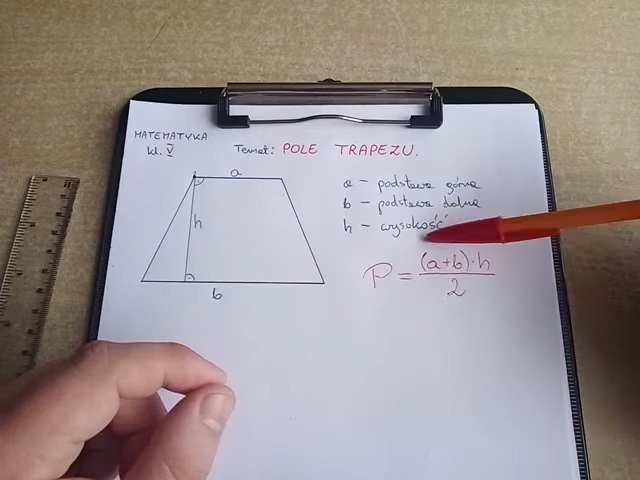 MATEMATYKA
kl. V
Temat: POLE TRAPEZU.
a
h
b
a – podstawa górna
b – podstawa dolna
h – wysokość
P = (a+b)·h / 2